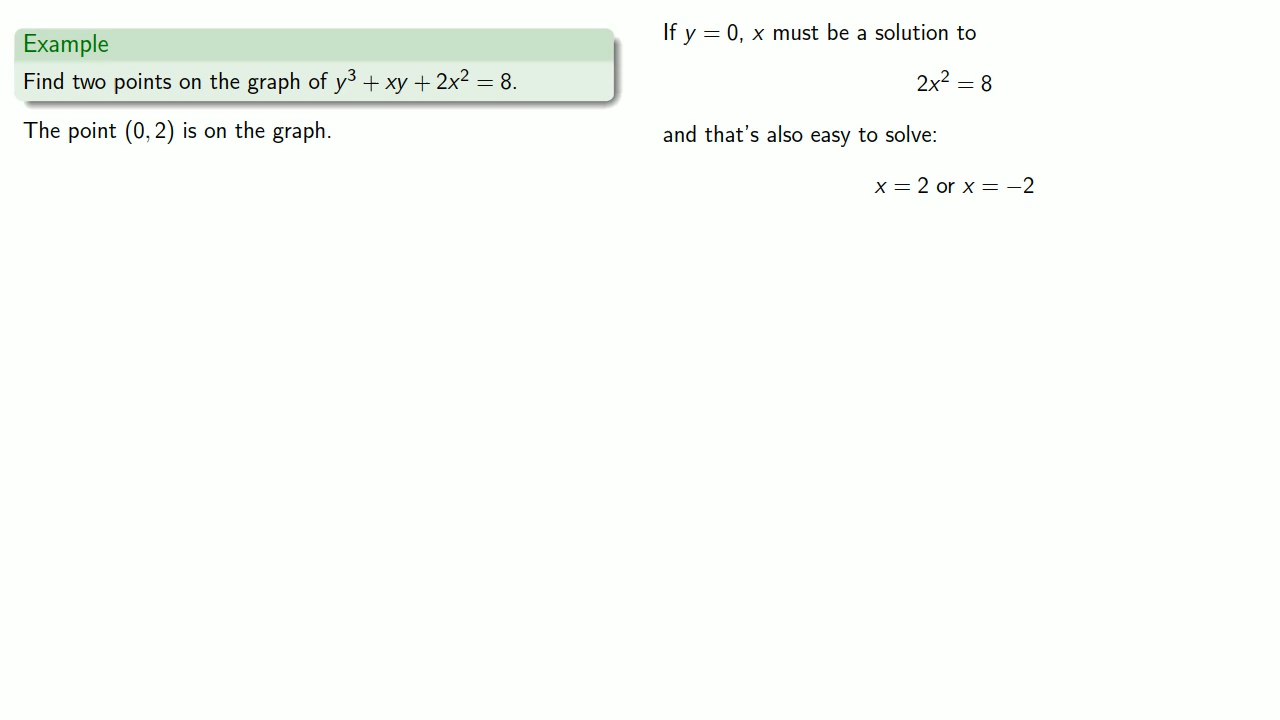 Example
Find two points on the graph of y³ + xy + 2x² = 8.
The point (0, 2) is on the graph.
If y = 0, x must be a solution to
2x² = 8
and that's also easy to solve:
x = 2 or x = −2